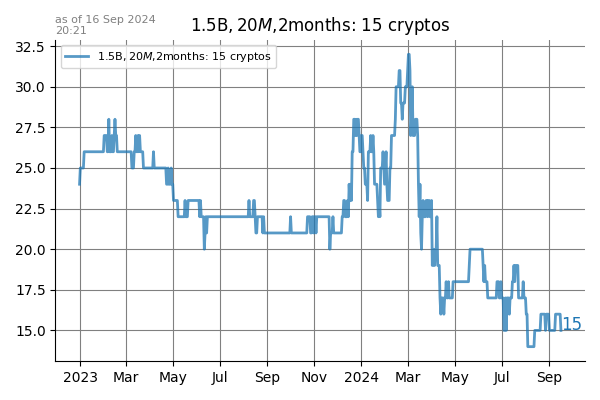 as of 16 Sep 2024
20:21
1.5B, 20M,2months: 15 cryptos
1.5B, 20M,2months: 15 cryptos
32.5
30.0
27.5
25.0
22.5
20.0
17.5
15.0
15
2023 Mar May Jul Sep Nov 2024 Mar May Jul Sep